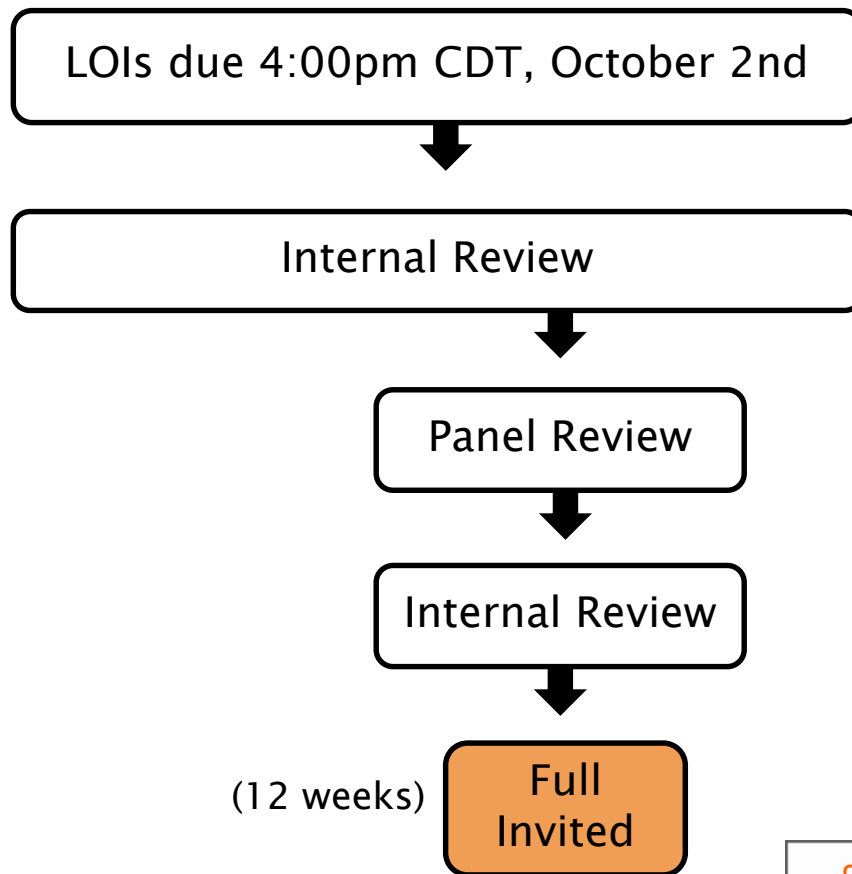 LOIs due 4:00pm CDT, October 2nd
Internal Review
Panel Review
Internal Review
(12 weeks)
Full
Invited